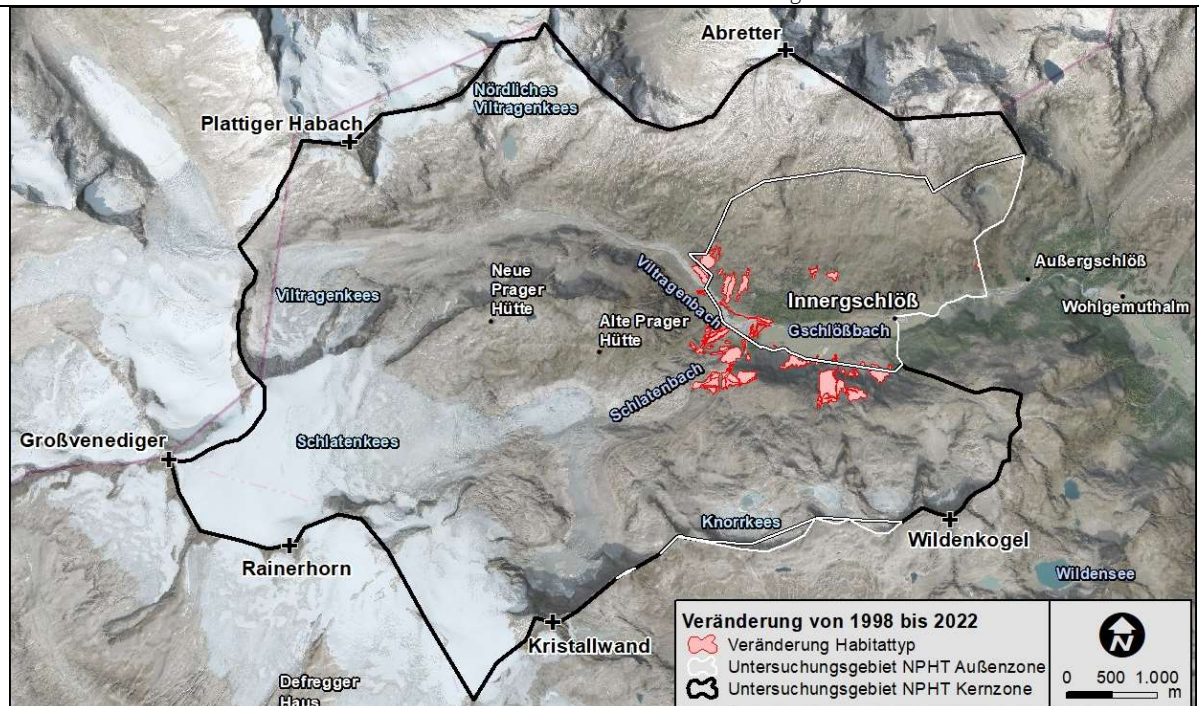 Abretter
Nördliches
Viltragenkees
Plattiger Habach
Außergschlöß
Neue
Prager
Hütte
Viltragenkees
Viltragenbach
Innergschlöß
Wohlgemuthalm
Alte Prager
Hütte
Gschlößbach
Schlatenbach
Großvenediger
Schlatenkees
Knorrkees
Wildenkogel
Rainerhorn
Wildensee
Kristallwand
Defregger
Haus
Veränderung von 1998 bis 2022
Veränderung Habitattyp
Untersuchungsgebiet NPHT Außenzone
Untersuchungsgebiet NPHT Kernzone
N
0 500 1.000
m